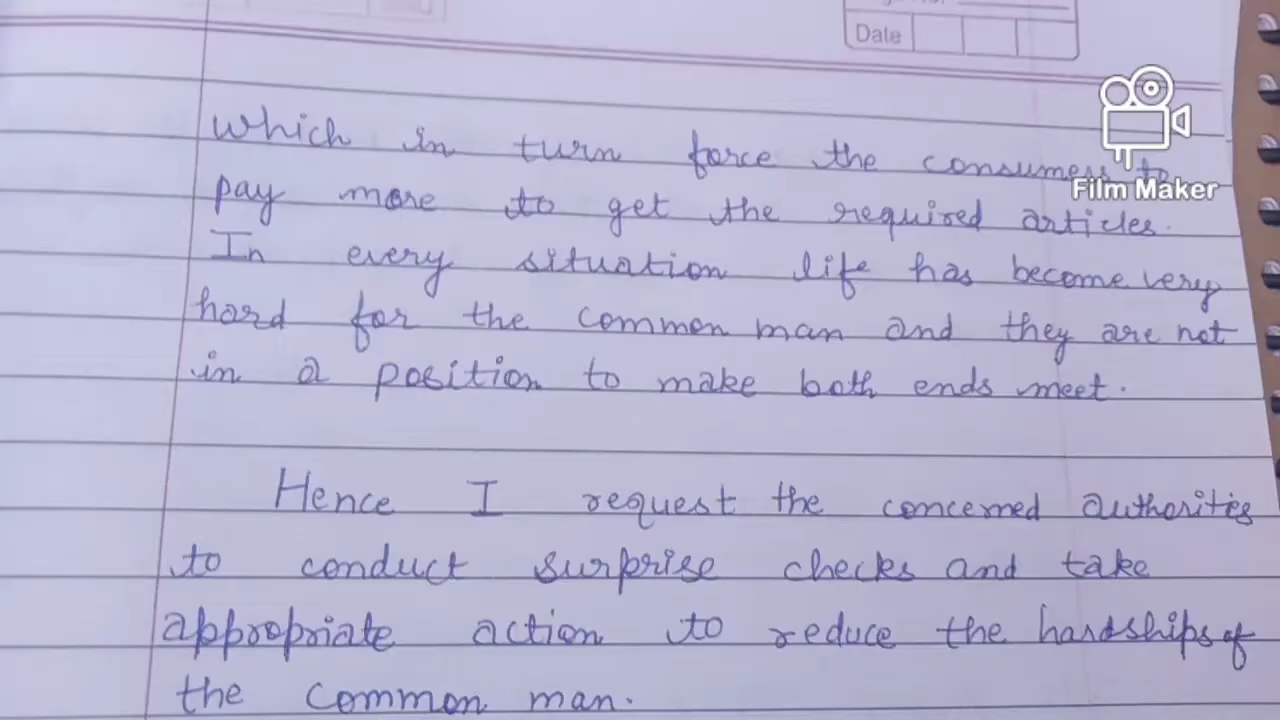 Date
Film Maker
which in turn force the consumers to
pay more to get the required articles.
In every situation life has become very
hard for the common man and they are not
in a position to make both ends meet.
Hence I request the concerned authorities
to conduct surprise checks and take
appropriate action to reduce the hardships of
the common man.